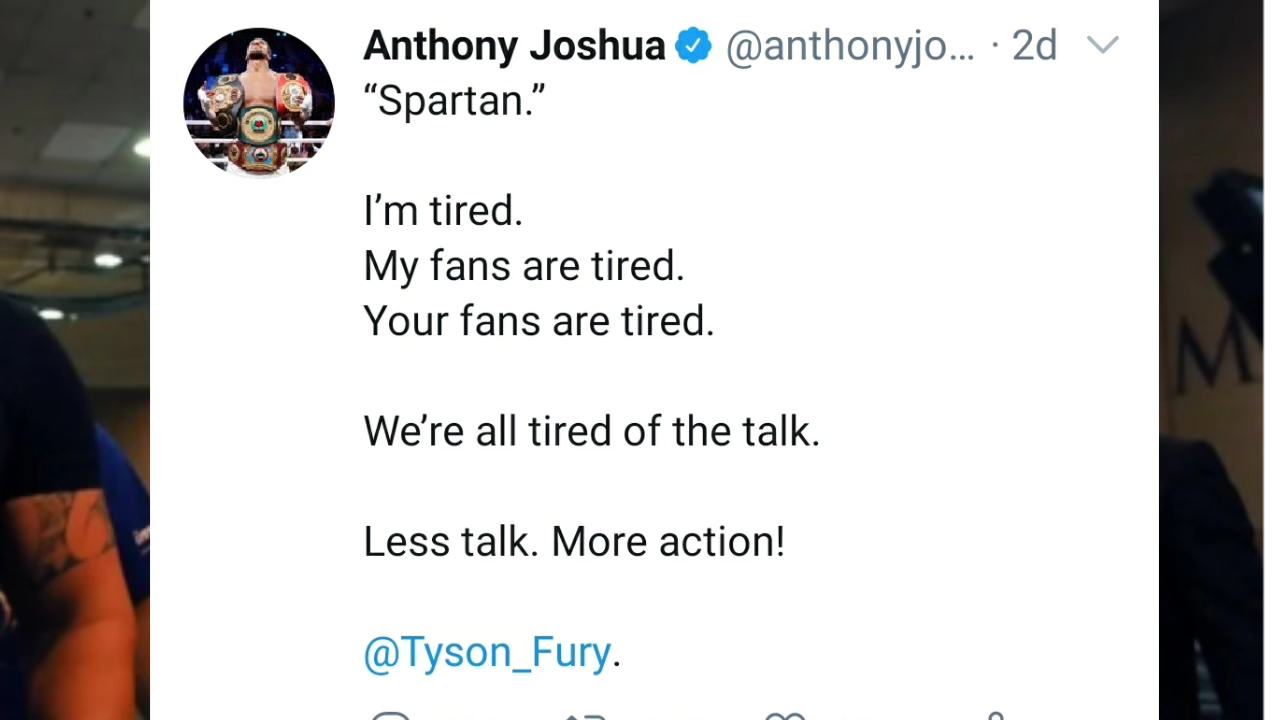 Anthony Joshua @anthonyjo... · 2d
“Spartan.”
I’m tired.
My fans are tired.
Your fans are tired.
We’re all tired of the talk.
Less talk. More action!
@Tyson_Fury.
M